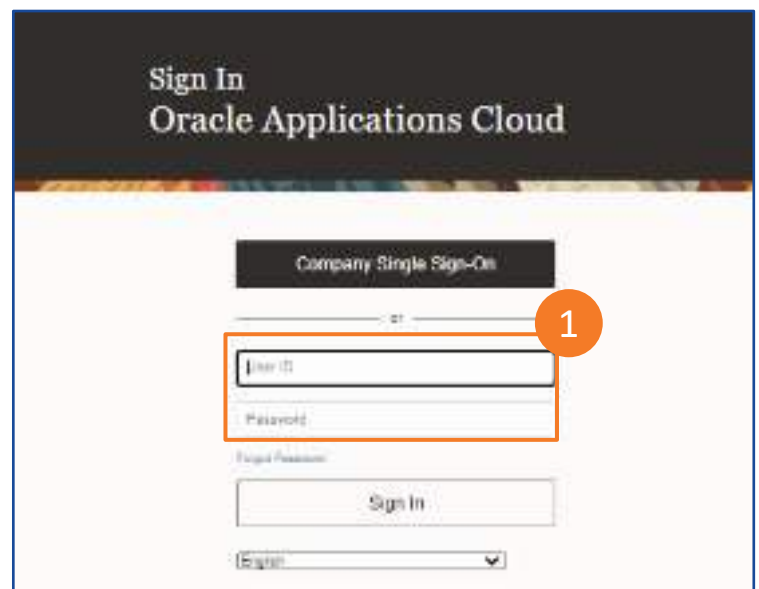 Sign In
Oracle Applications Cloud
Company Single Sign-On
or
1
User ID
Password
Forgot Password
Sign In
English